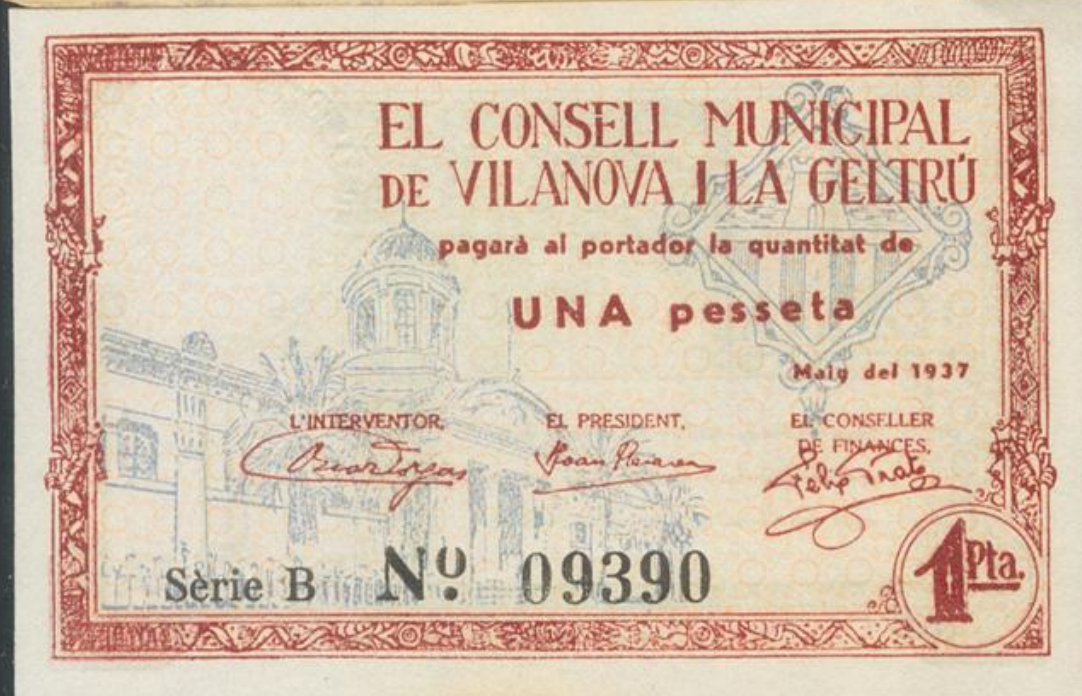 EL CONSELL MUNICIPAL
DE VILANOVA I LA GELTRÚ
pagarà al portador la quantitat de
UNA pesseta
Maig del 1937
L'INTERVENTOR, EL PRESIDENT, EL CONSELLER
DE FINANCES,
Sèrie B Nº 09390
1 Pta.